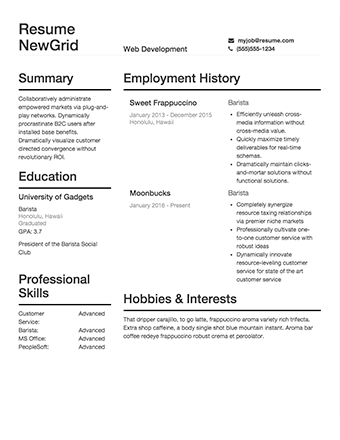 Resume
NewGrid
Web Development
myjob@resume.com
(555)555-1234
Summary
Collaboratively administrate
empowered markets via plug-and-
play networks. Dynamically
procrastinate B2C users after
installed base benefits.
Dramatically visualize customer
directed convergence without
revolutionary ROI.
Education
University of Gadgets
Barista
Honolulu, Hawaii
Graduated
GPA: 3.7
President of the Barista Social
Club
Professional
Skills
Customer Service: Advanced
Barista: Advanced
MS Office: Advanced
PeopleSoft: Advanced
Employment History
Sweet Frappuccino
January 2013 - December 2015
Honolulu, Hawaii
Barista
• Efficiently unleash cross-
media information without
cross-media value.
• Quickly maximize timely
deliverables for real-time
schemas.
• Dramatically maintain clicks-
and-mortar solutions without
functional solutions.
Moonbucks
January 2016 - Present
Barista
• Completely synergize
resource taxing relationships
via premier niche markets
• Professionally cultivate one-
to-one customer service with
robust ideas
• Dynamically innovate
resource-leveling customer
service for state of the art
customer service
Hobbies & Interests
That dripper carajillo, to go latte, frappuccino aroma variety et trifecta.
Extra shop caffeine, a body single shot blue mountain instant. Aroma bar
coffee redeye frappuccino robust crema et percolator.